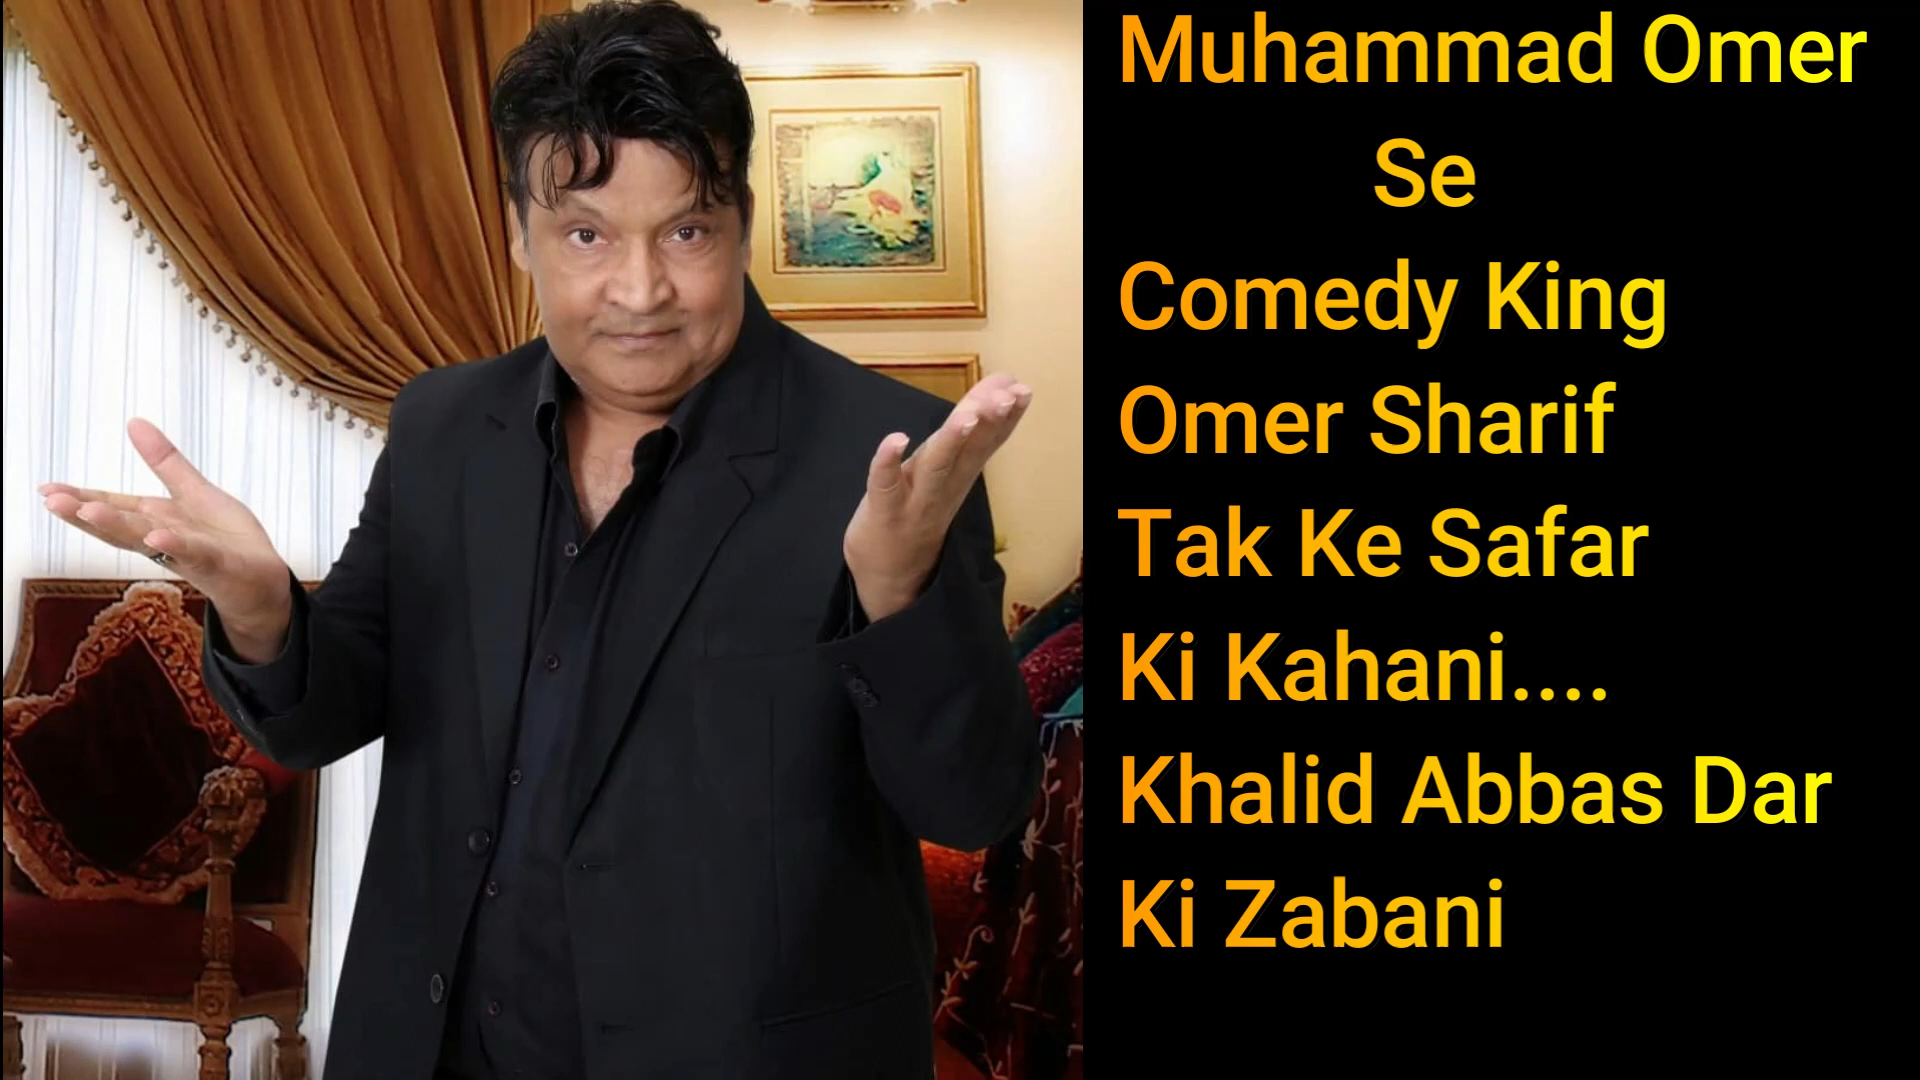 Muhammad Omer
Se
Comedy King
Omer Sharif
Tak Ke Safar
Ki Kahani....
Khalid Abbas Dar
Ki Zabani